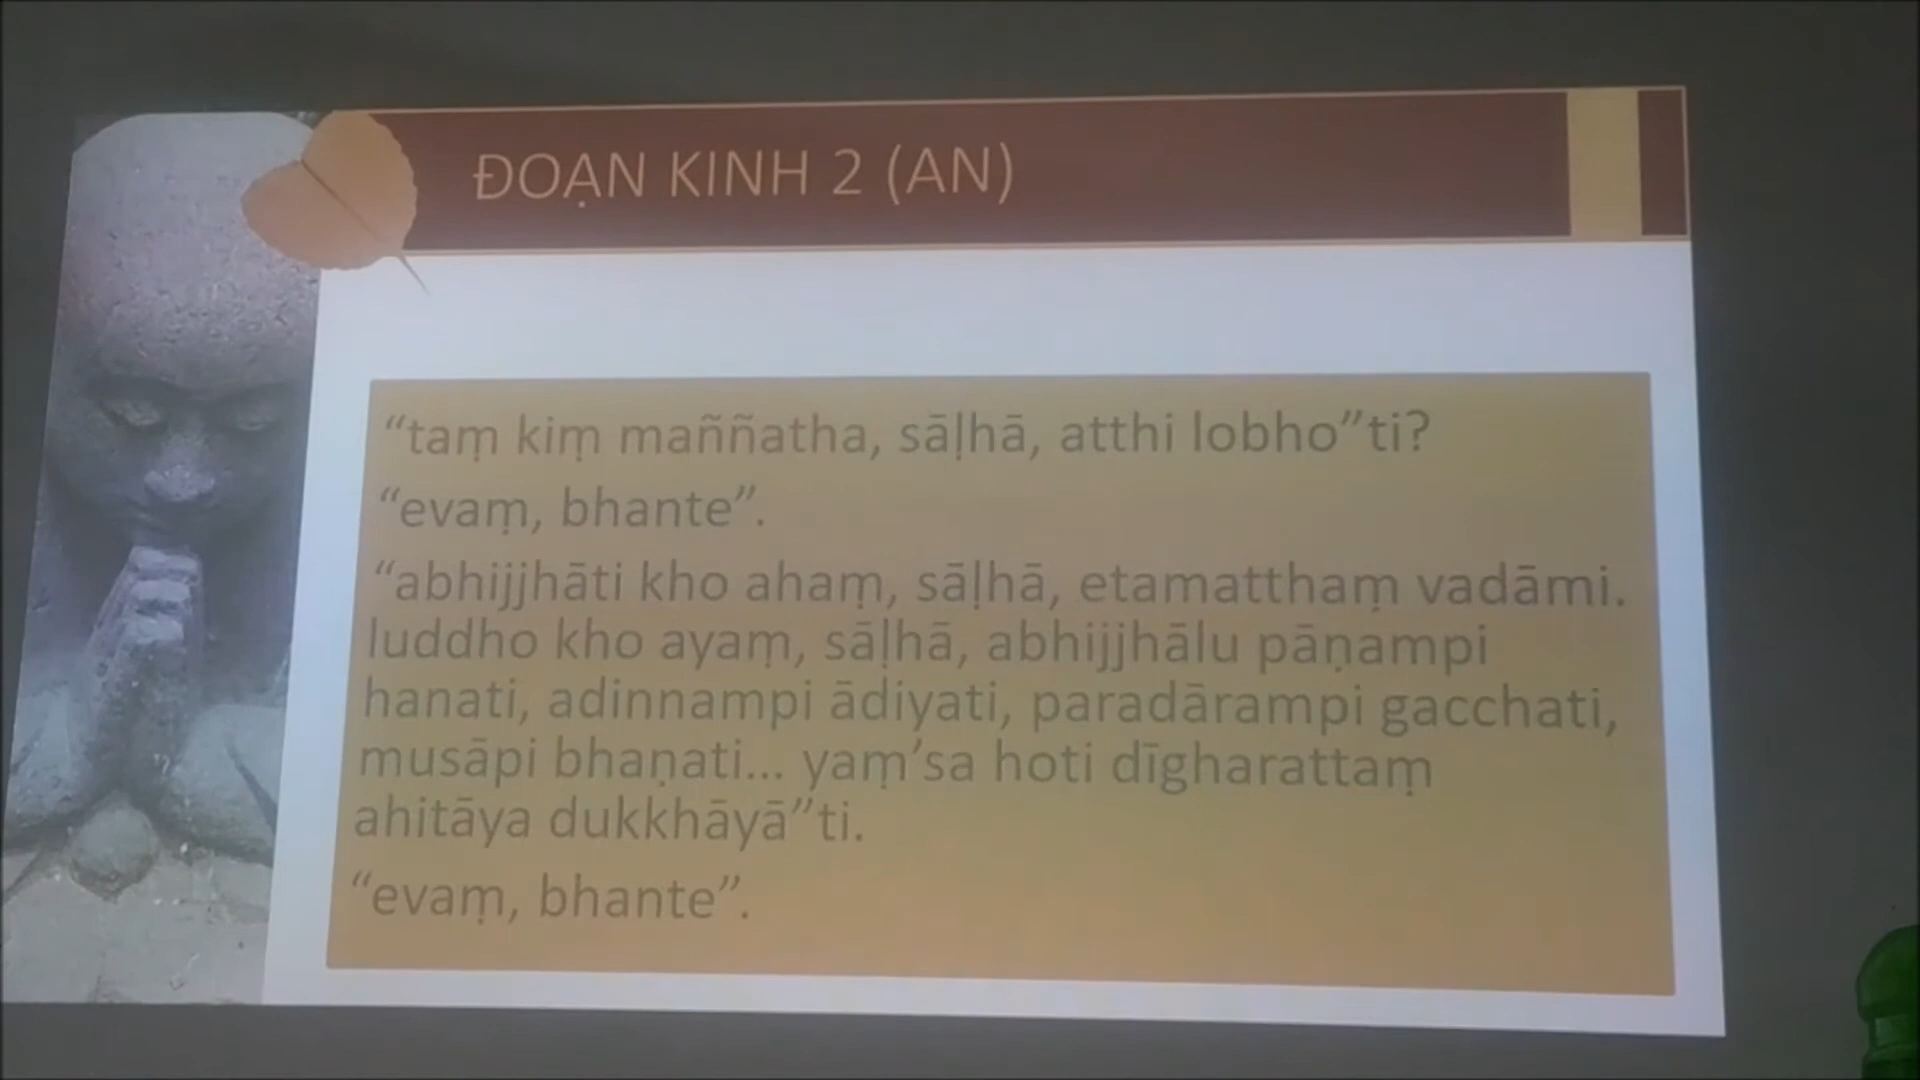 ĐOẠN KINH 2 (AN)
“taṃ kiṃ maññatha, sāḷhā, atthi lobho”ti?
“evaṃ, bhante”.
“abhijjhāti kho ahaṃ, sāḷhā, etamatthaṃ vadāmi.
luddho kho ayaṃ, sāḷhā, abhijjhālu pāṇampi
hanati, adinnampi ādiyati, paradārampi gacchati,
musāpi bhaṇati... yaṃ’sa hoti dīgharattaṃ
ahitāya dukkhāyā”ti.
“evaṃ, bhante”.